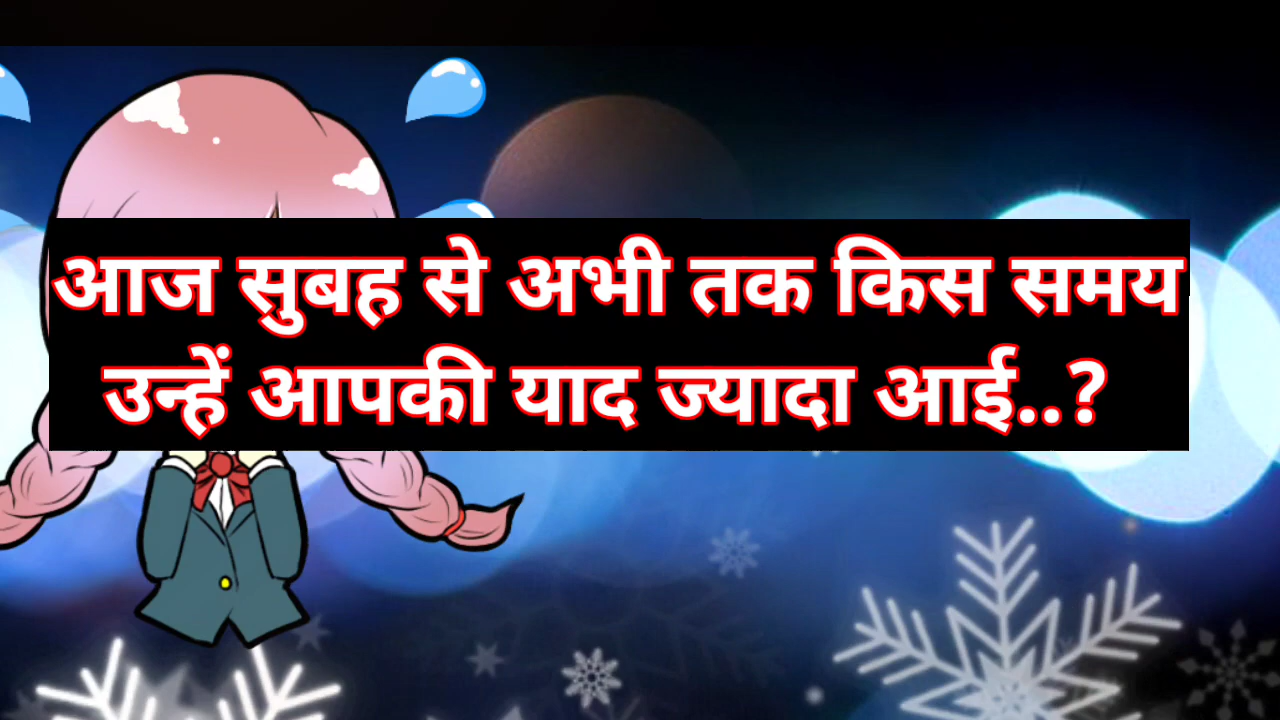 आज सुबह से अभी तक किस समय
उन्हें आपकी याद ज्यादा आई..?